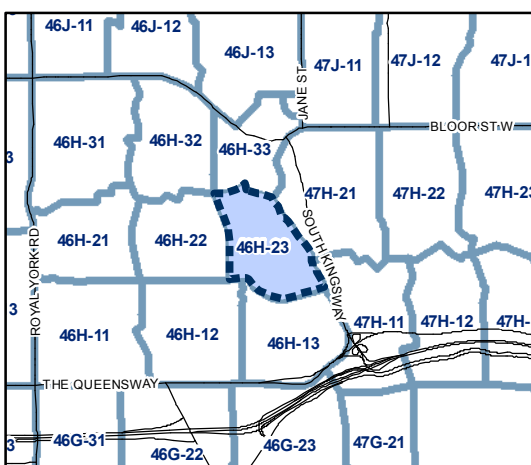 46J-11
46J-12
46J-13
47J-11
47J-12
47J-1
JANE ST
BLOOR ST W
46H-31
46H-32
46H-33
3
47H-21
47H-22
47H-23
46H-21
46H-22
46H-23
SOUTH KINGSWAY
ROYAL YORK RD
3
46H-11
46H-12
46H-13
47H-11
47H-12
47H-
THE QUEENSWAY
3
46G-31
46G-22
46G-23
47G-21